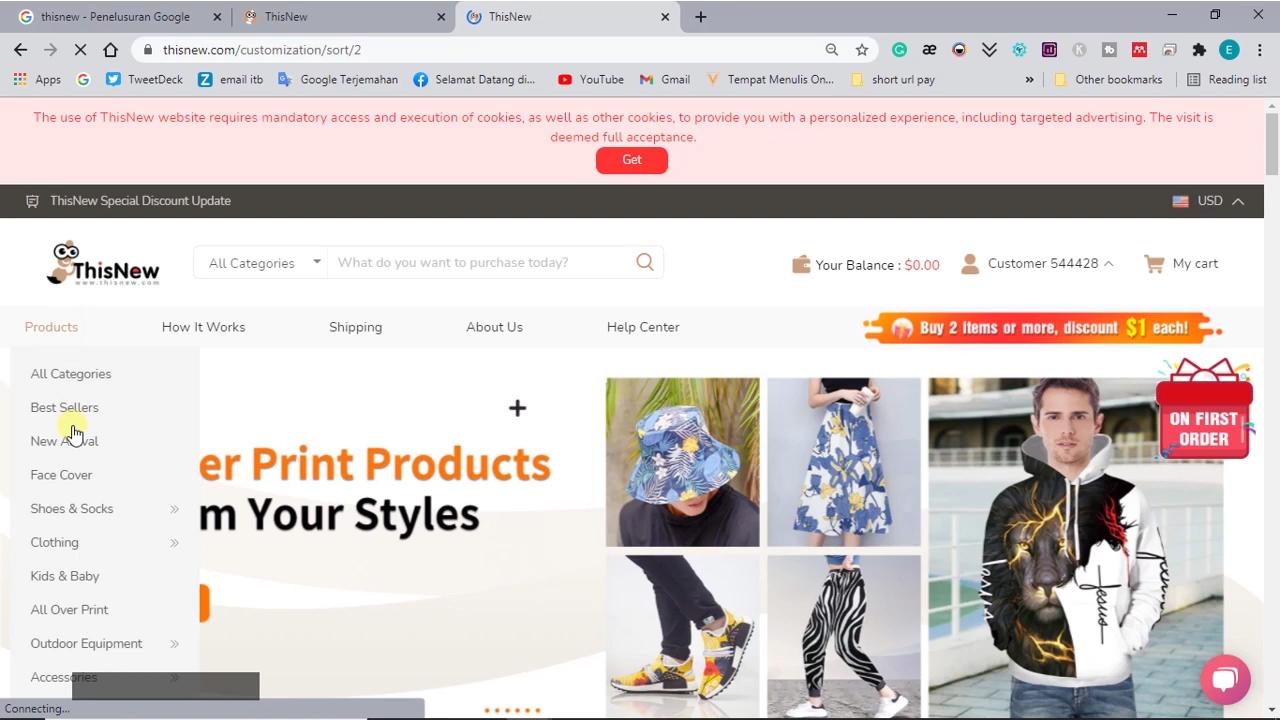 thisnew - Penelusuran Google
ThisNew
ThisNew
thisnew.com/customization/sort/2
E
Apps
TweetDeck
email itb
Google Terjemahan
Selamat Datang di...
YouTube
Gmail
Tempat Menulis On...
short url pay
»
Other bookmarks
Reading list
The use of ThisNew website requires mandatory access and execution of cookies, as well as other cookies, to provide you with a personalized experience, including targeted advertising. The visit is
deemed full acceptance.
Get
ThisNew Special Discount Update
USD
ThisNew
www.thisnew.com
All Categories
What do you want to purchase today?
Your Balance : $0.00
Customer 544428
My cart
Products
How It Works
Shipping
About Us
Help Center
Buy 2 items or more, discount $1 each!
All Categories
Best Sellers
New Arrival
Face Cover
Shoes & Socks
Clothing
Kids & Baby
All Over Print
Outdoor Equipment
Accessories
er Print Products
m Your Styles
ON FIRST
ORDER
Jesus
Connecting...